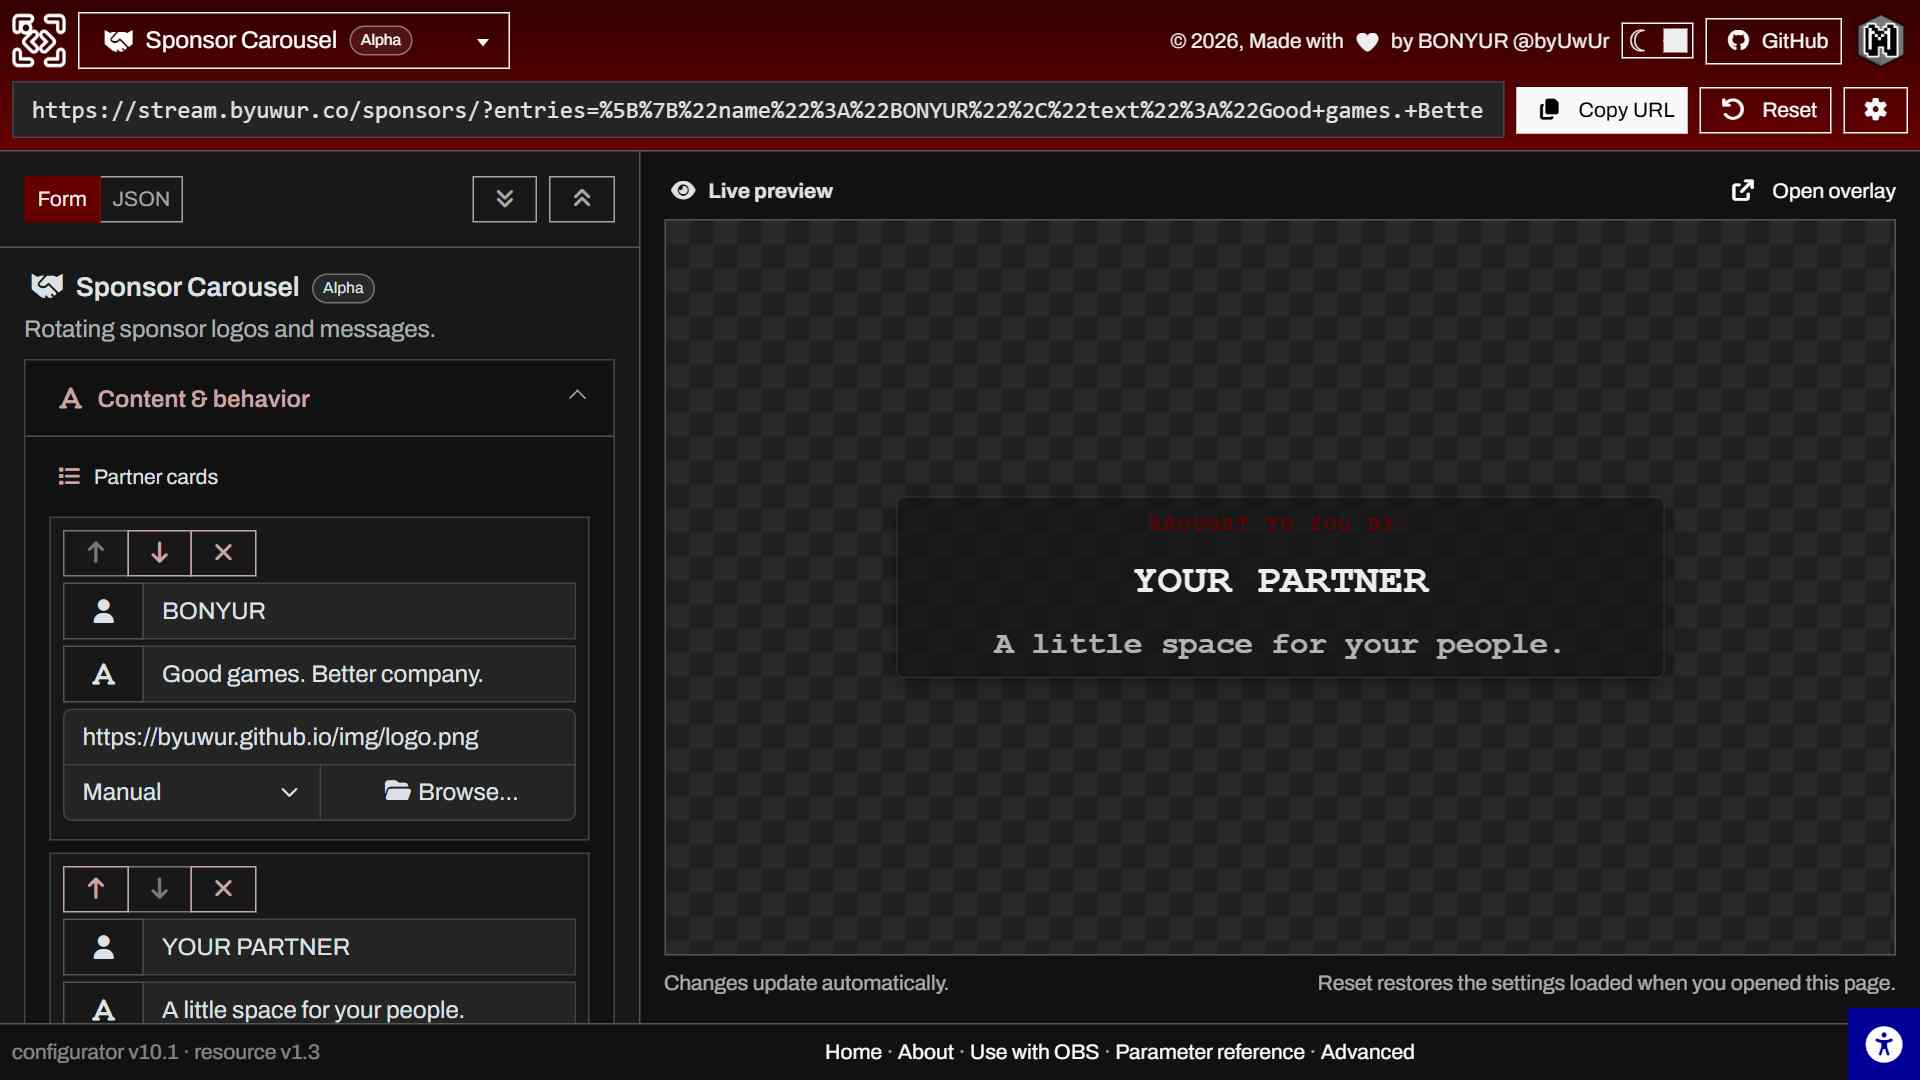 Sponsor Carousel Alpha
© 2026, Made with by BONYUR @byUwUr
GitHub
https://stream.byuwur.co/sponsors/?entries=%5B%7B%22name%22%3A%22BONYUR%22%2C%22text%22%3A%22Good+games.+Bette
Copy URL
Reset
Form
JSON
Live preview
Open overlay
Sponsor Carousel Alpha
Rotating sponsor logos and messages.
Content & behavior
Partner cards
BONYUR
Good games. Better company.
https://byuwur.github.io/img/logo.png
Manual
Browse...
YOUR PARTNER
A little space for your people.
BROUGHT TO YOU BY
YOUR PARTNER
A little space for your people.
Changes update automatically.
Reset restores the settings loaded when you opened this page.
configurator v10.1 · resource v1.3
Home · About · Use with OBS · Parameter reference · Advanced